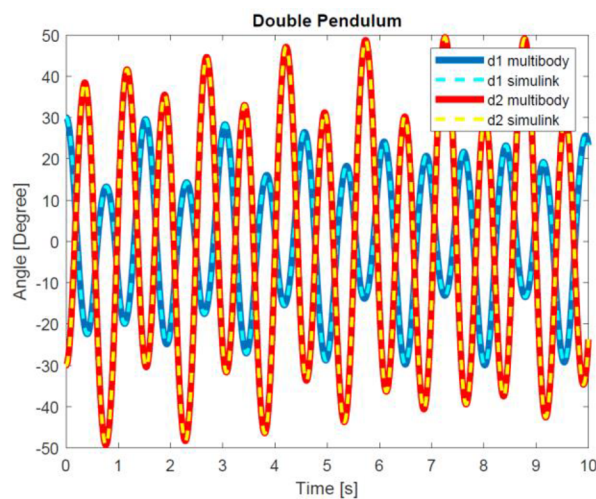 Double Pendulum
d1 multibody
d1 simulink
d2 multibody
d2 simulink
Angle [Degree]
50
40
30
20
10
0
-10
-20
-30
-40
-50
0 1 2 3 4 5 6 7 8 9 10
Time [s]